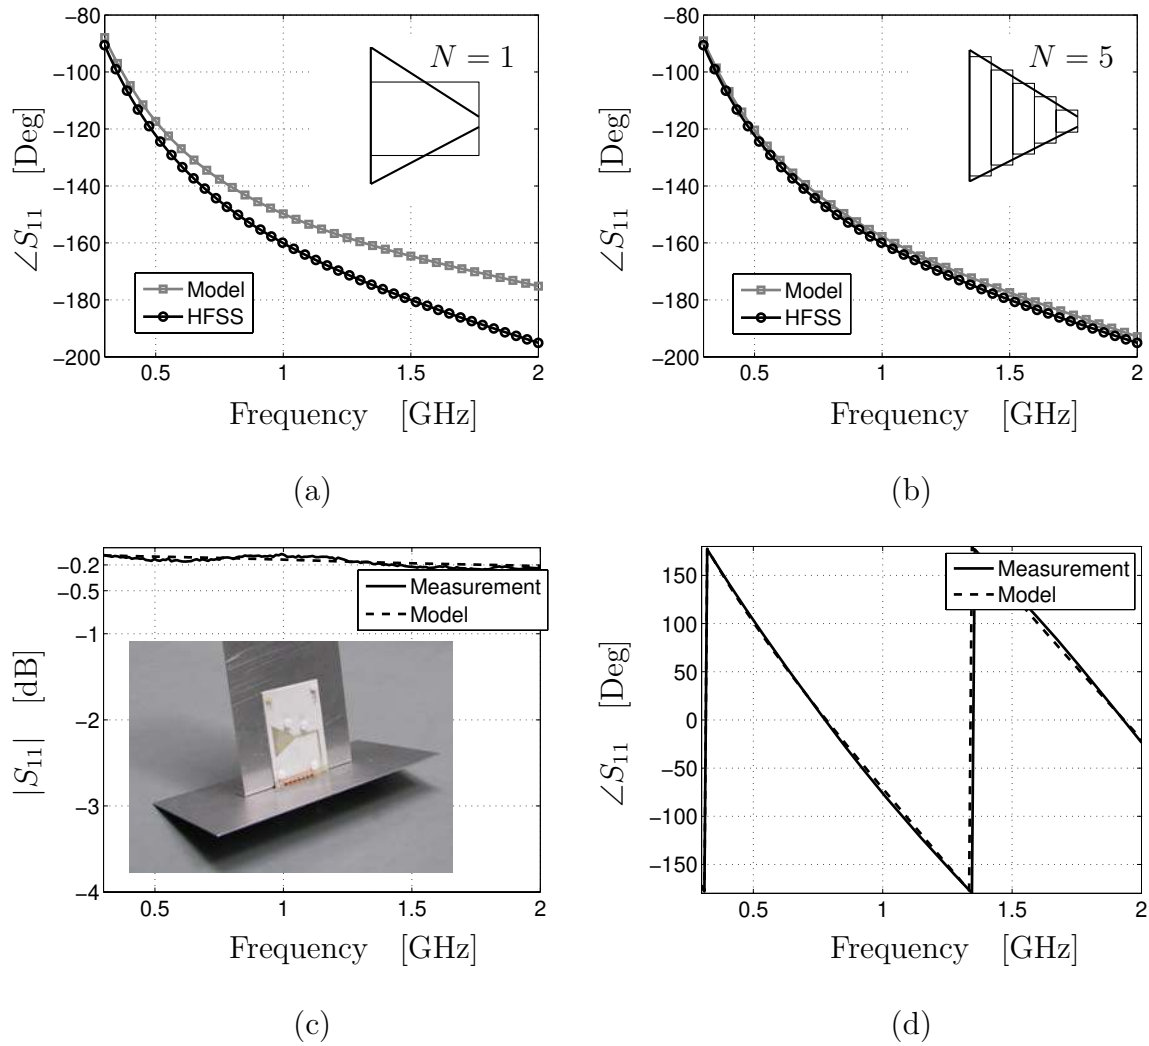 −80
−100
−120
−140
−160
−180
−200
∠S₁₁ [Deg]
N = 1
Model
HFSS
0.5 1 1.5 2
Frequency [GHz]
(a)
−80
−100
−120
−140
−160
−180
−200
∠S₁₁ [Deg]
N = 5
Model
HFSS
0.5 1 1.5 2
Frequency [GHz]
(b)
−0.2
−0.5
−1
−2
−3
−4
|S₁₁| [dB]
Measurement
Model
0.5 1 1.5 2
Frequency [GHz]
(c)
150
100
50
0
−50
−100
−150
∠S₁₁ [Deg]
Measurement
Model
0.5 1 1.5 2
Frequency [GHz]
(d)